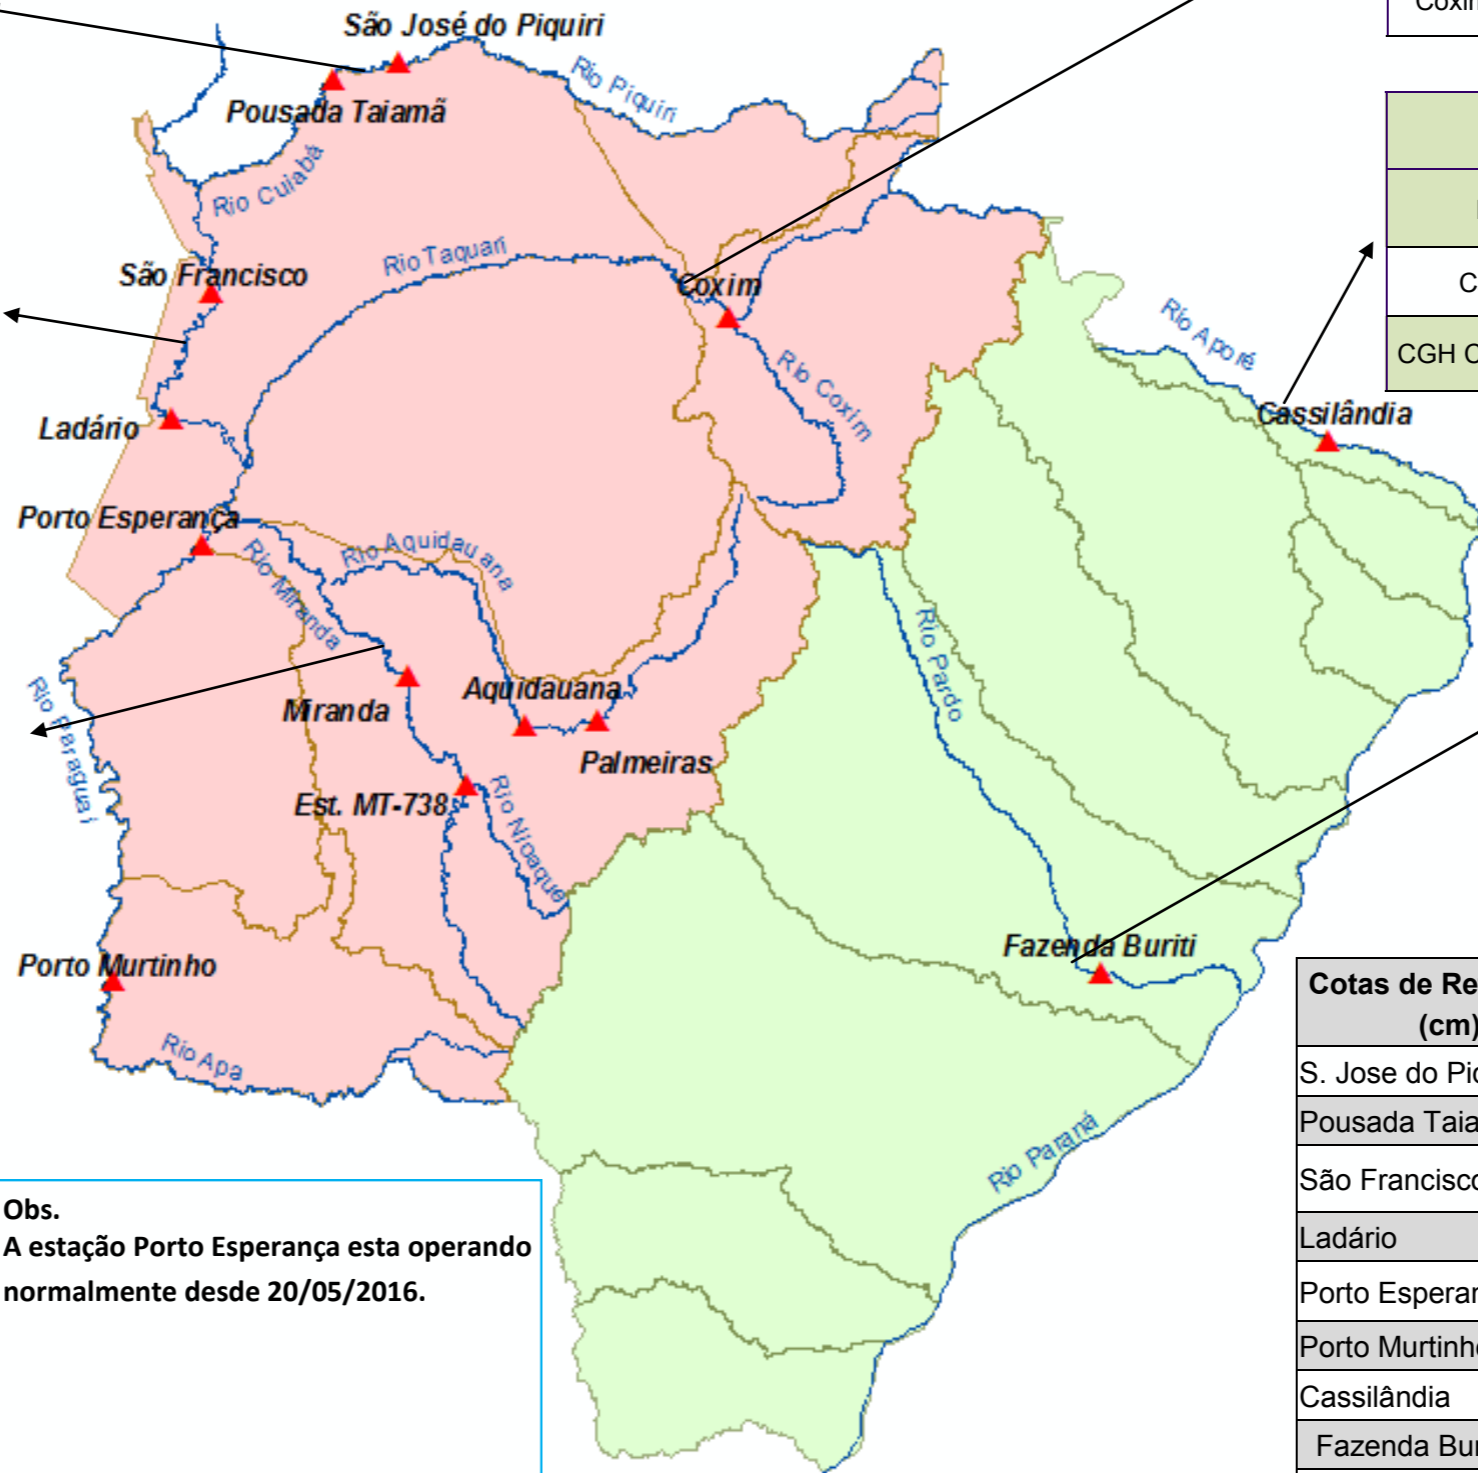 Coxim
São José do Piquiri
Rio Piquiri
Pousada Taiamã
Rio Cuiabá
Rio Taquari
São Francisco
Coxim
C
Rio Aporé
CGH C
Rio Coxim
Cassilândia
Ladário
Porto Esperança
Rio Aquidauana
Rio Miranda
Rio Pardo
Rio Paraguai
Aquidauana
Miranda
Palmeiras
Est. MT-738
Rio Nioaque
Fazenda Buriti
Porto Murtinho
Rio Apa
Rio Paraná
Cotas de Re
(cm)
S. Jose do Pi
Pousada Taia
São Francisco
Ladário
Porto Esperan
Porto Murtinho
Cassilândia
Fazenda Bu
Obs.
A estação Porto Esperança esta operando
normalmente desde 20/05/2016.